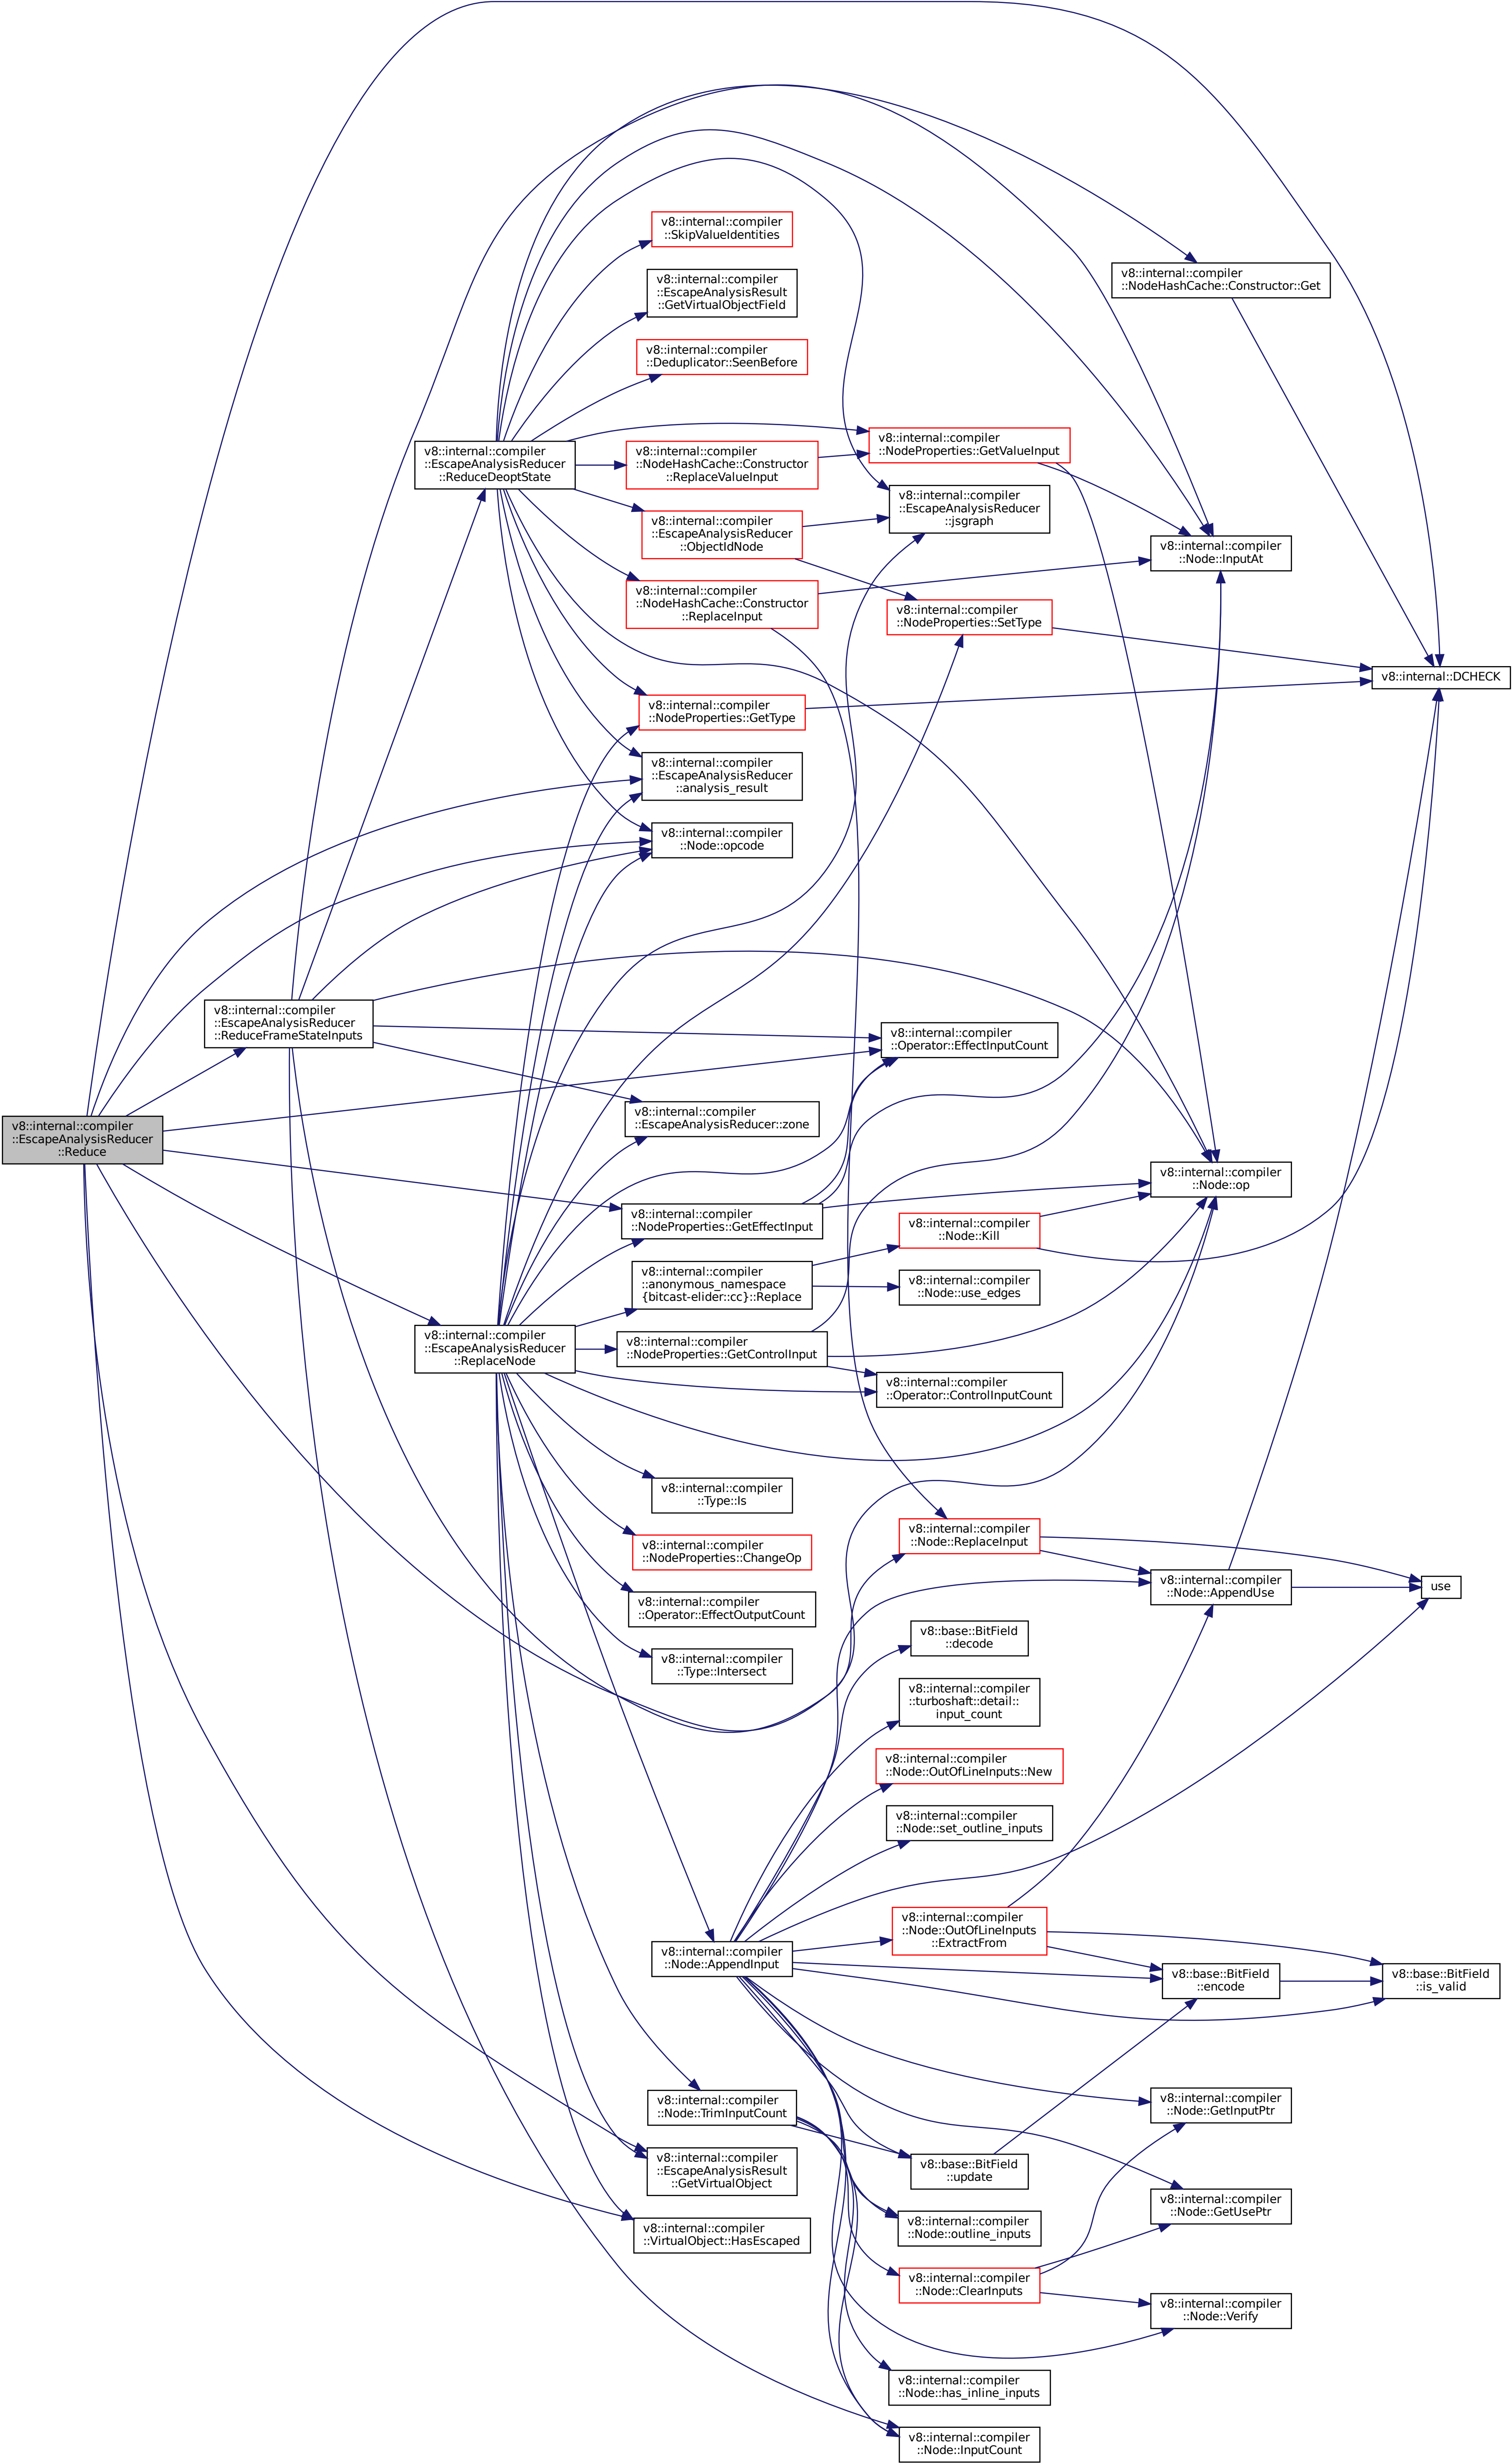 v8::internal::compiler
::SkipValueIdentities
v8::internal::compiler
::NodeHashCache::Constructor::Get
v8::internal::compiler
::EscapeAnalysisResult
::GetVirtualObjectField
v8::internal::compiler
::Deduplicator::SeenBefore
v8::internal::compiler
::EscapeAnalysisReducer
::ReduceDeoptState
v8::internal::compiler
::NodeHashCache::Constructor
::ReplaceValueInput
v8::internal::compiler
::NodeProperties::GetValueInput
v8::internal::compiler
::EscapeAnalysisReducer
::jsgraph
v8::internal::compiler
::EscapeAnalysisReducer
::ObjectIdNode
v8::internal::compiler
::Node::InputAt
v8::internal::compiler
::NodeHashCache::Constructor
::ReplaceInput
v8::internal::compiler
::NodeProperties::SetType
v8::internal::DCHECK
v8::internal::compiler
::NodeProperties::GetType
v8::internal::compiler
::EscapeAnalysisReducer
::analysis_result
v8::internal::compiler
::Node::opcode
v8::internal::compiler
::EscapeAnalysisReducer
::ReduceFrameStateInputs
v8::internal::compiler
::Operator::EffectInputCount
v8::internal::compiler
::EscapeAnalysisReducer::zone
v8::internal::compiler
::EscapeAnalysisReducer
::Reduce
v8::internal::compiler
::Node::op
v8::internal::compiler
::NodeProperties::GetEffectInput
v8::internal::compiler
::Node::Kill
v8::internal::compiler
::anonymous_namespace
{bitcast-elider::cc}::Replace
v8::internal::compiler
::Node::use_edges
v8::internal::compiler
::EscapeAnalysisReducer
::ReplaceNode
v8::internal::compiler
::NodeProperties::GetControlInput
v8::internal::compiler
::Operator::ControlInputCount
v8::internal::compiler
::Type::Is
v8::internal::compiler
::NodeProperties::ChangeOp
v8::internal::compiler
::Node::ReplaceInput
v8::internal::compiler
::Node::AppendUse
use
v8::internal::compiler
::Operator::EffectOutputCount
v8::base::BitField
::decode
v8::internal::compiler
::Type::Intersect
v8::internal::compiler
::turboshaft::detail::
input_count
v8::internal::compiler
::Node::OutOfLineInputs::New
v8::internal::compiler
::Node::set_outline_inputs
v8::internal::compiler
::Node::OutOfLineInputs
::ExtractFrom
v8::internal::compiler
::Node::AppendInput
v8::base::BitField
::encode
v8::base::BitField
::is_valid
v8::internal::compiler
::Node::TrimInputCount
v8::internal::compiler
::Node::GetInputPtr
v8::internal::compiler
::EscapeAnalysisResult
::GetVirtualObject
v8::base::BitField
::update
v8::internal::compiler
::Node::GetUsePtr
v8::internal::compiler
::VirtualObject::HasEscaped
v8::internal::compiler
::Node::outline_inputs
v8::internal::compiler
::Node::ClearInputs
v8::internal::compiler
::Node::Verify
v8::internal::compiler
::Node::has_inline_inputs
v8::internal::compiler
::Node::InputCount